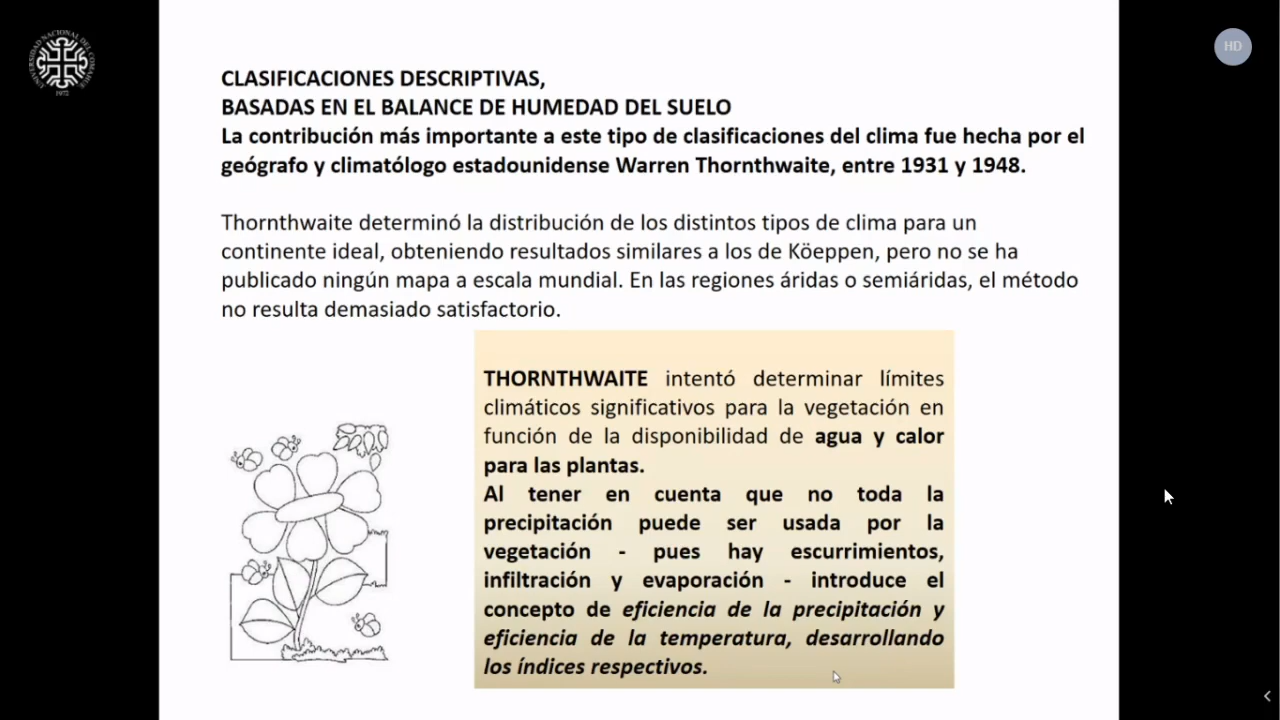 UNIVERSIDAD NACIONAL DEL COMAHUE
1972
HD
CLASIFICACIONES DESCRIPTIVAS,
BASADAS EN EL BALANCE DE HUMEDAD DEL SUELO
La contribución más importante a este tipo de clasificaciones del clima fue hecha por el
geógrafo y climatólogo estadounidense Warren Thornthwaite, entre 1931 y 1948.
Thornthwaite determinó la distribución de los distintos tipos de clima para un
continente ideal, obteniendo resultados similares a los de Köeppen, pero no se ha
publicado ningún mapa a escala mundial. En las regiones áridas o semiáridas, el método
no resulta demasiado satisfactorio.
THORNTHWAITE intentó determinar límites
climáticos significativos para la vegetación en
función de la disponibilidad de agua y calor
para las plantas.
Al tener en cuenta que no toda la
precipitación puede ser usada por la
vegetación - pues hay escurrimientos,
infiltración y evaporación - introduce el
concepto de eficiencia de la precipitación y
eficiencia de la temperatura, desarrollando
los índices respectivos.